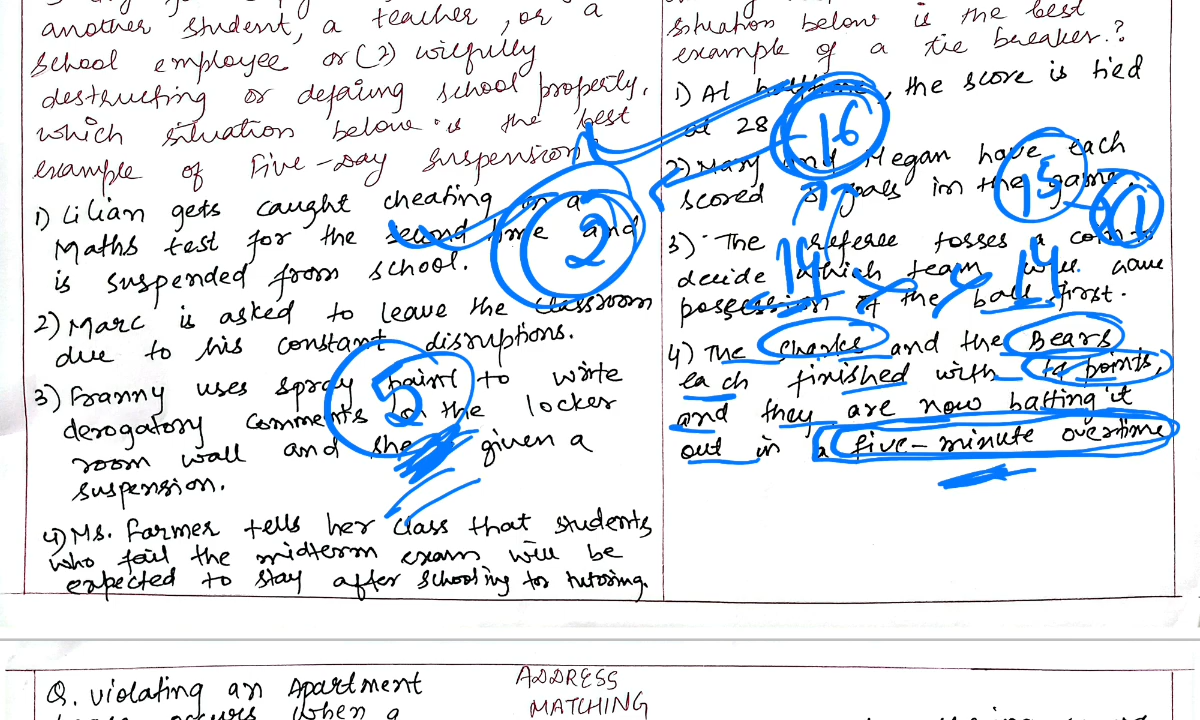 another student, a teacher, or a
school employee or (3) wilfully
destructing or defacing school property.
which situation below is the best
example of Five-Day suspension
1) Lilian gets caught cheating on a
Maths test for the second time and
is suspended from school.
2) Marc is asked to leave the classroom
due to his constant disruptions.
3) Franny uses spray paint to write
derogatory comments on the locker
room wall and she given a
suspension.
4) Ms. Farmer tells her class that students
who fail the midterm exam will be
expected to stay after schooling for tutoring.
2
5
situation below is the best
example of a tie breaker.?
1) At halftime, the score is tied
at 28
2) Mary and Megan have each
scored 8 goals in the game.
3) The referee tosses a coin to
decide which team will have
possession of the ball first.
4) The Charks and the Bears
each finished with 14 points,
and they are now batting it
out in a five-minute overtime
16
15
1
14
14
Q. violating an Apartment
when a
ADDRESS
MATCHING